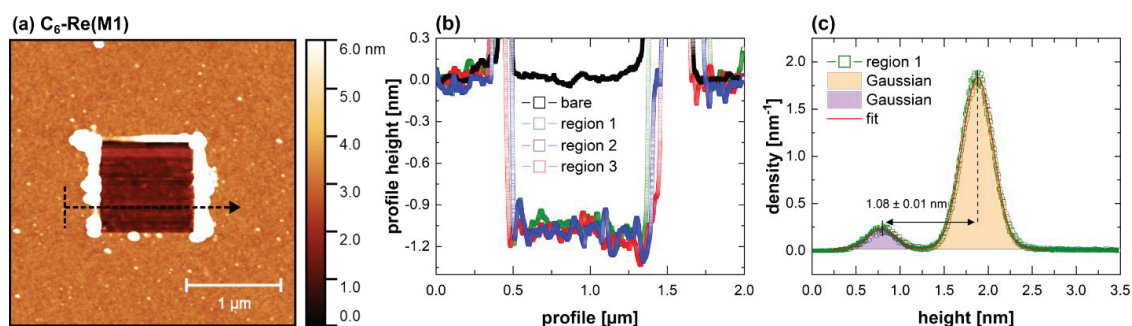 (a) C₆-Re(M1)
6.0 nm
5.0
4.0
3.0
2.0
1.0
0.0
1 µm
(b)
0.3
0.0
-0.3
-0.6
-0.9
-1.2
profile height [nm]
bare
region 1
region 2
region 3
0.0 0.5 1.0 1.5 2.0
profile [µm]
(c)
2.0
1.5
1.0
0.5
0.0
density [nm⁻¹]
region 1
Gaussian
Gaussian
fit
1.08 ± 0.01 nm
0.0 0.5 1.0 1.5 2.0 2.5 3.0 3.5
height [nm]